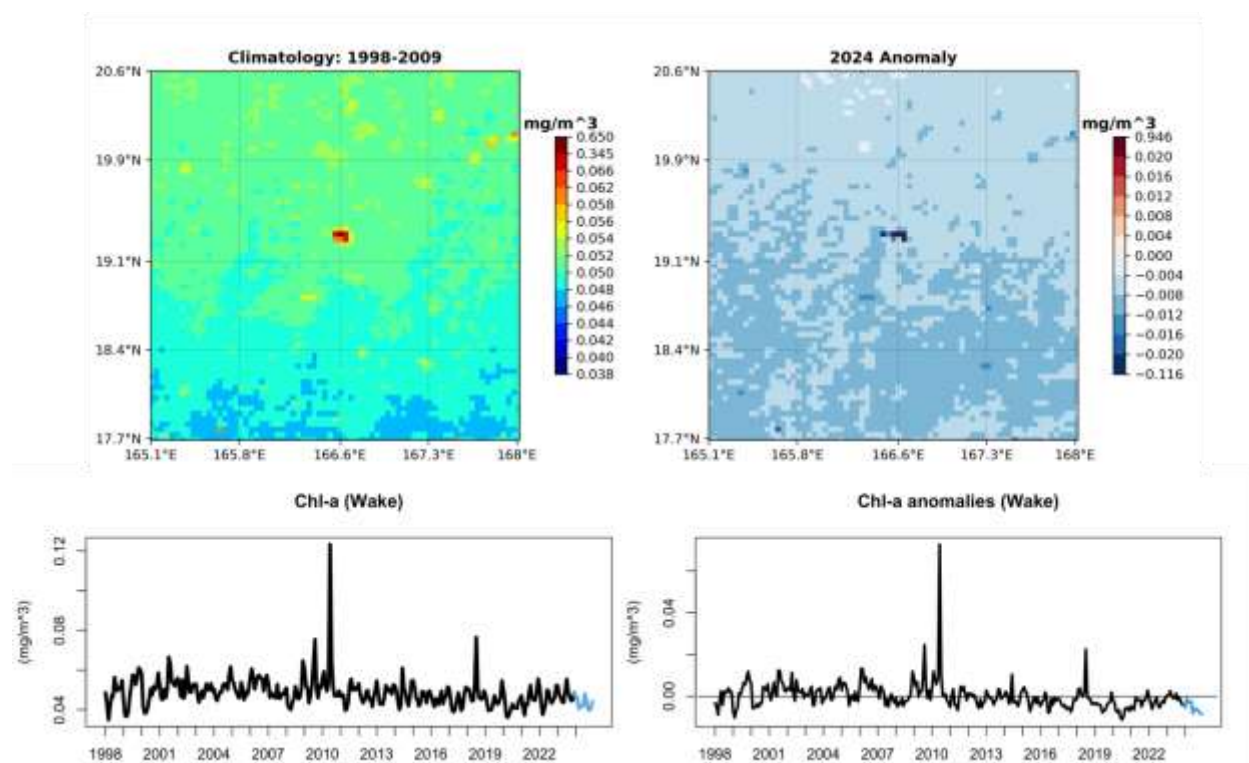 Climatology: 1998-2009
20.6°N
19.9°N
19.1°N
18.4°N
17.7°N
165.1°E 165.8°E 166.6°E 167.3°E 168°E
mg/m^3
0.650
0.345
0.066
0.062
0.058
0.056
0.054
0.052
0.050
0.048
0.046
0.044
0.042
0.040
0.038
2024 Anomaly
20.6°N
19.9°N
19.1°N
18.4°N
17.7°N
165.1°E 165.8°E 166.6°E 167.3°E 168°E
mg/m^3
0.946
0.020
0.016
0.012
0.008
0.004
0.000
−0.004
−0.008
−0.012
−0.016
−0.020
−0.116
Chl-a (Wake)
(mg/m^3)
0.12
0.08
0.04
1998 2001 2004 2007 2010 2013 2016 2019 2022
Chl-a anomalies (Wake)
(mg/m^3)
0.04
0.00
1998 2001 2004 2007 2010 2013 2016 2019 2022